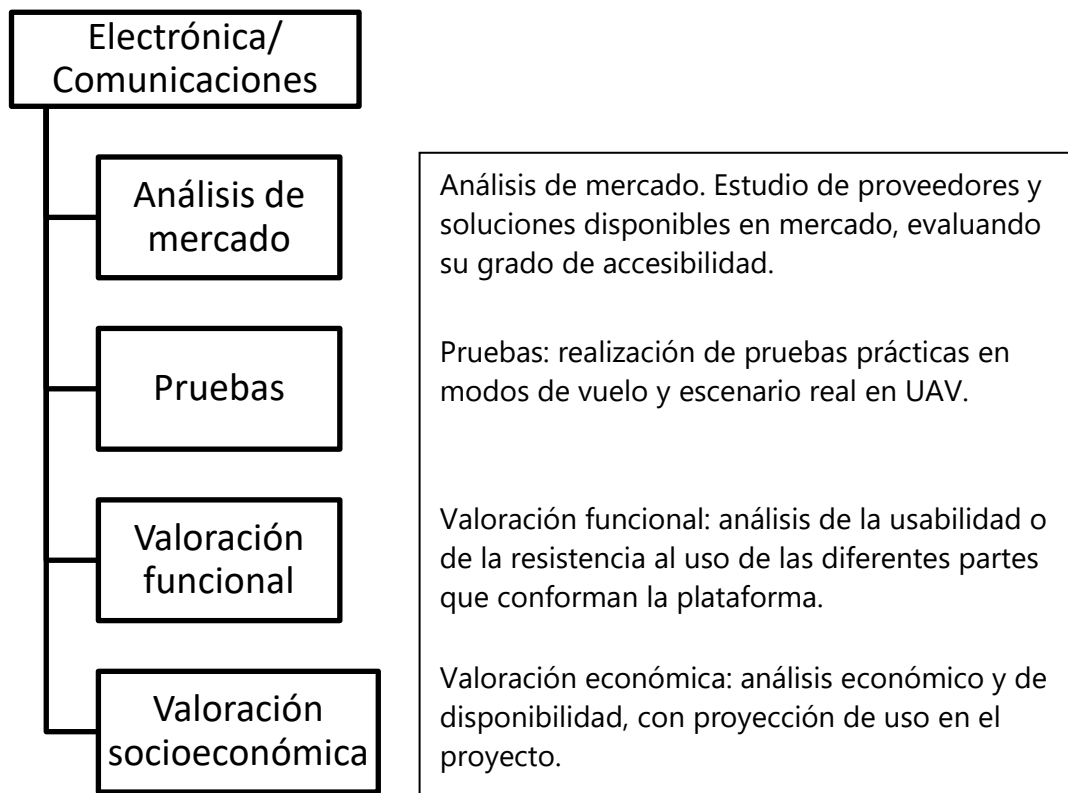 Electrónica/
Comunicaciones
Análisis de
mercado
Análisis de mercado. Estudio de proveedores y
soluciones disponibles en mercado, evaluando
su grado de accesibilidad.
Pruebas
Pruebas: realización de pruebas prácticas en
modos de vuelo y escenario real en UAV.
Valoración
funcional
Valoración funcional: análisis de la usabilidad o
de la resistencia al uso de las diferentes partes
que conforman la plataforma.
Valoración
socioeconómica
Valoración económica: análisis económico y de
disponibilidad, con proyección de uso en el
proyecto.